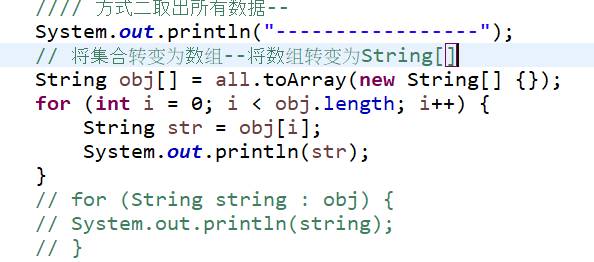 //// 方式二取出所有数据--
System.out.println("-----------------");
// 将集合转变为数组--将数组转变为String[]
String obj[] = all.toArray(new String[] {});
for (int i = 0; i < obj.length; i++) {
String str = obj[i];
System.out.println(str);
}
// for (String string : obj) {
// System.out.println(string);
// }